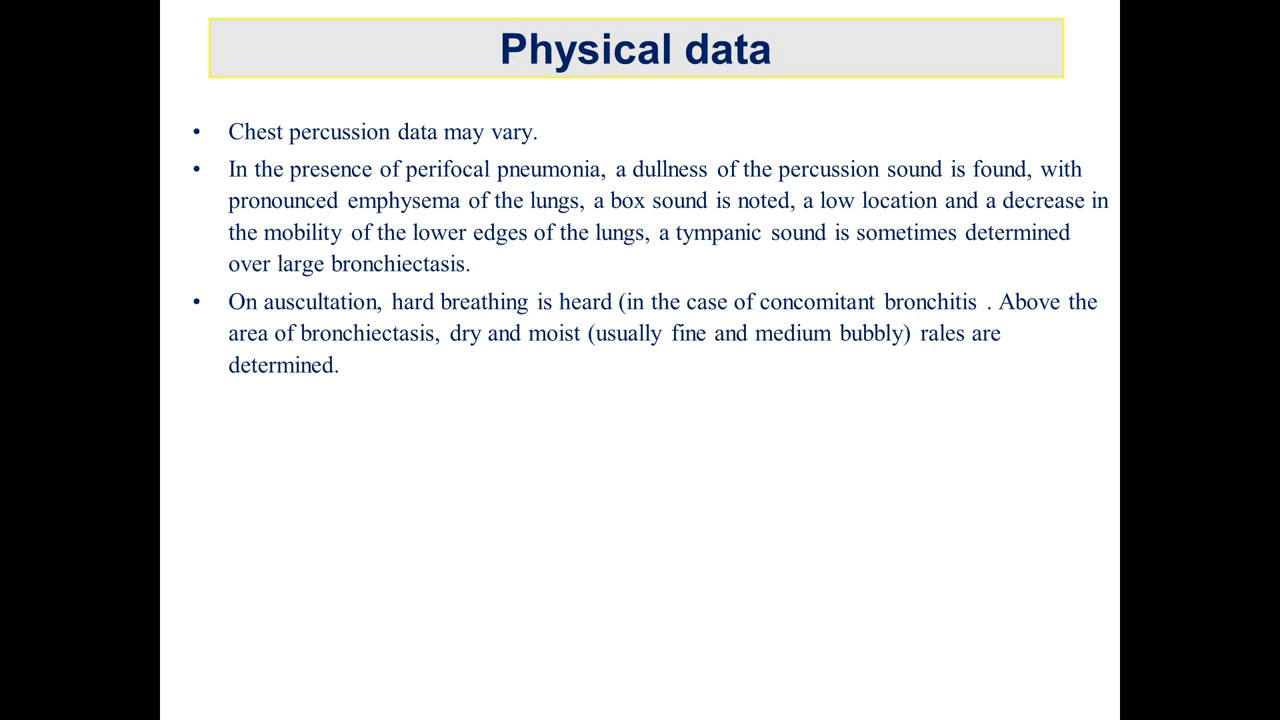 Physical data
• Chest percussion data may vary.
• In the presence of perifocal pneumonia, a dullness of the percussion sound is found, with
pronounced emphysema of the lungs, a box sound is noted, a low location and a decrease in
the mobility of the lower edges of the lungs, a tympanic sound is sometimes determined
over large bronchiectasis.
• On auscultation, hard breathing is heard (in the case of concomitant bronchitis . Above the
area of bronchiectasis, dry and moist (usually fine and medium bubbly) rales are
determined.